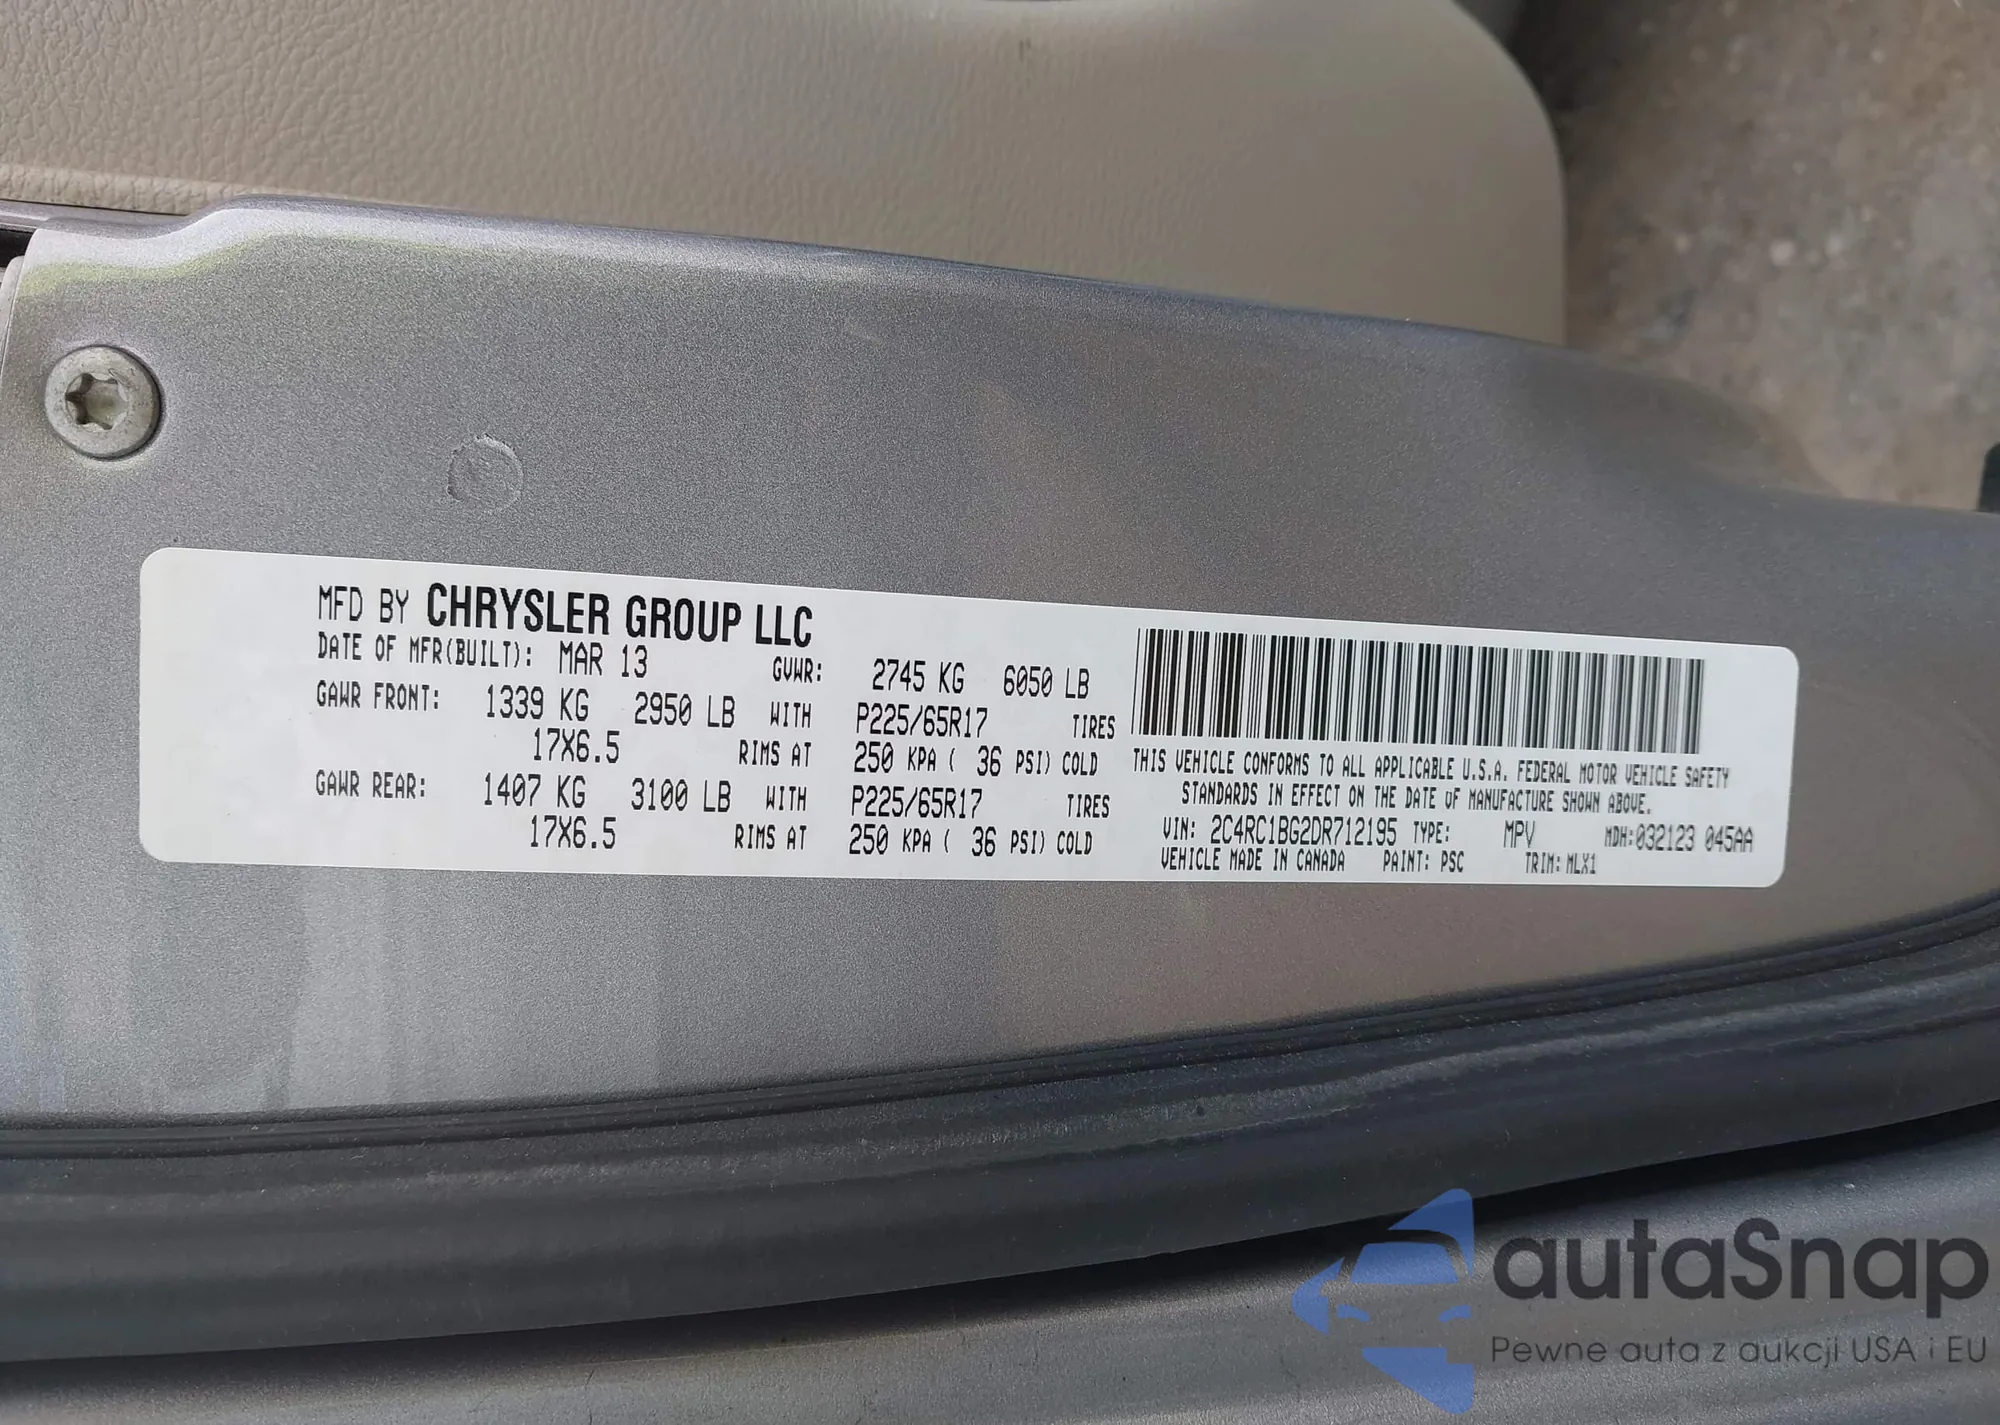 MFD BY CHRYSLER GROUP LLC
DATE OF MFR(BUILT): MAR 13 GVWR: 2745 KG 6050 LB
GAWR FRONT: 1339 KG 2950 LB WITH P225/65R17 TIRES
17X6.5 RIMS AT 250 KPA ( 36 PSI) COLD
GAWR REAR: 1407 KG 3100 LB WITH P225/65R17 TIRES
17X6.5 RIMS AT 250 KPA ( 36 PSI) COLD
THIS VEHICLE CONFORMS TO ALL APPLICABLE U.S.A. FEDERAL MOTOR VEHICLE SAFETY
STANDARDS IN EFFECT ON THE DATE OF MANUFACTURE SHOWN ABOVE.
VIN: 2C4RC1BG2DR712195 TYPE: MPV MDH:032123 045AA
VEHICLE MADE IN CANADA PAINT: PSC TRIM: MLX1
autaSnap
Pewne auta z aukcji USA i EU